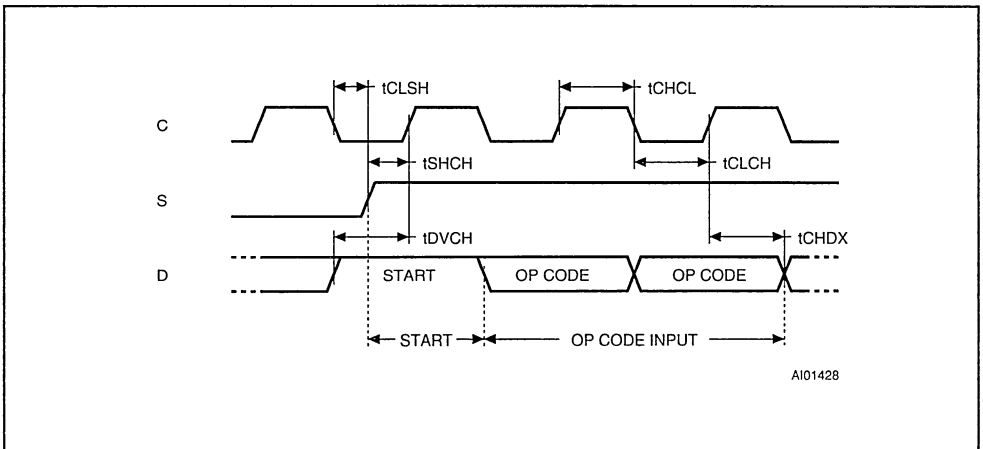 tCLSH
tCHCL
C
tSHCH
tCLCH
S
tDVCH
tCHDX
D
START
OP CODE
OP CODE
START
OP CODE INPUT
AI01428